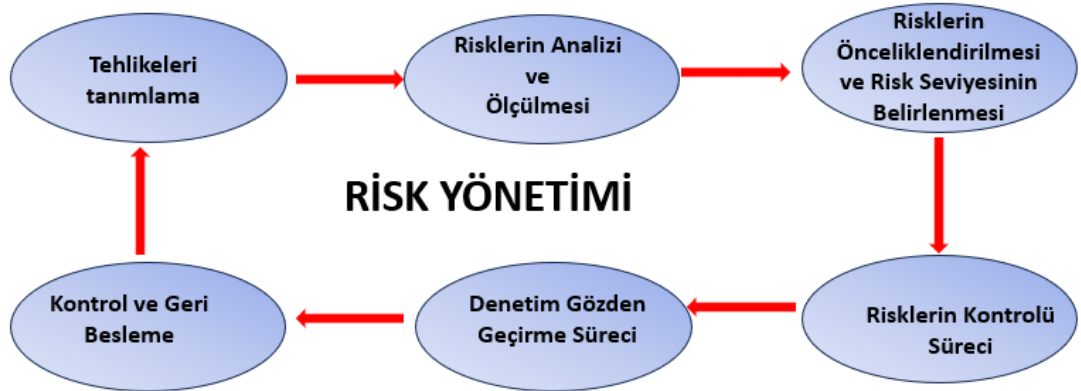 Tehlikeleri
tanımlama
Risklerin Analizi
ve
Ölçülmesi
Risklerin
Önceliklendirilmesi
ve Risk Seviyesinin
Belirlenmesi
RİSK YÖNETİMİ
Kontrol ve Geri
Besleme
Denetim Gözden
Geçirme Süreci
Risklerin Kontrolü
Süreci